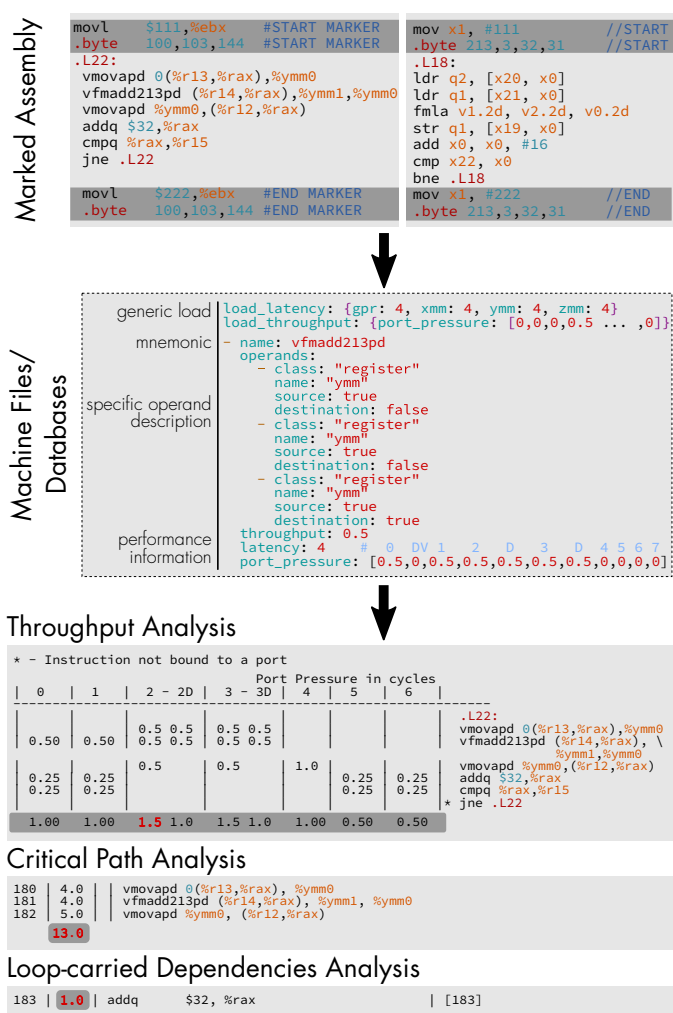 Marked Assembly
movl $111,%ebx #START MARKER
.byte 100,103,144 #START MARKER
.L22:
vmovapd 0(%r13,%rax),%ymm0
vfmadd213pd (%r14,%rax),%ymm1,%ymm0
vmovapd %ymm0,(%r12,%rax)
addq $32,%rax
cmpq %rax,%r15
jne .L22
movl $222,%ebx #END MARKER
.byte 100,103,144 #END MARKER
mov x1, #111 //START
.byte 213,3,32,31 //START
.L18:
ldr q2, [x20, x0]
ldr q1, [x21, x0]
fmla v1.2d, v2.2d, v0.2d
str q1, [x19, x0]
add x0, x0, #16
cmp x22, x0
bne .L18
mov x1, #222 //END
.byte 213,3,32,31 //END
Machine Files/
Databases
generic load
load_latency: {gpr: 4, xmm: 4, ymm: 4, zmm: 4}
load_throughput: {port_pressure: [0,0,0,0.5 ... ,0]}
mnemonic
- name: vfmadd213pd
operands:
specific operand
description
- class: "register"
name: "ymm"
source: true
destination: false
- class: "register"
name: "ymm"
source: true
destination: false
- class: "register"
name: "ymm"
source: true
destination: true
performance
information
throughput: 0.5
latency: 4 # 0 DV 1 2 D 3 D 4 5 6 7
port_pressure: [0.5,0,0.5,0.5,0.5,0.5,0.5,0,0,0,0]
Throughput Analysis
* - Instruction not bound to a port
Port Pressure in cycles
| 0 | 1 | 2 - 2D | 3 - 3D | 4 | 5 | 6 |
-----------------------------------------------
| | | | | | | | .L22:
| | | 0.5 0.5 | 0.5 0.5 | | | | vmovapd 0(%r13,%rax),%ymm0
| 0.50 | 0.50 | 0.5 0.5 | 0.5 0.5 | | | | vfmadd213pd (%r14,%rax), \
%ymm1,%ymm0
| | | 0.5 | 0.5 | 1.0 | | | vmovapd %ymm0,(%r12,%rax)
| 0.25 | 0.25 | | | | 0.25 | 0.25 | addq $32,%rax
| 0.25 | 0.25 | | | | 0.25 | 0.25 | cmpq %rax,%r15
| | | | | | | |* jne .L22
1.00 1.00 1.5 1.0 1.5 1.0 1.00 0.50 0.50
Critical Path Analysis
180 | 4.0 | | vmovapd 0(%r13,%rax), %ymm0
181 | 4.0 | | vfmadd213pd (%r14,%rax), %ymm1, %ymm0
182 | 5.0 | | vmovapd %ymm0, (%r12,%rax)
13.0
Loop-carried Dependencies Analysis
183 | 1.0 | addq $32, %rax | [183]